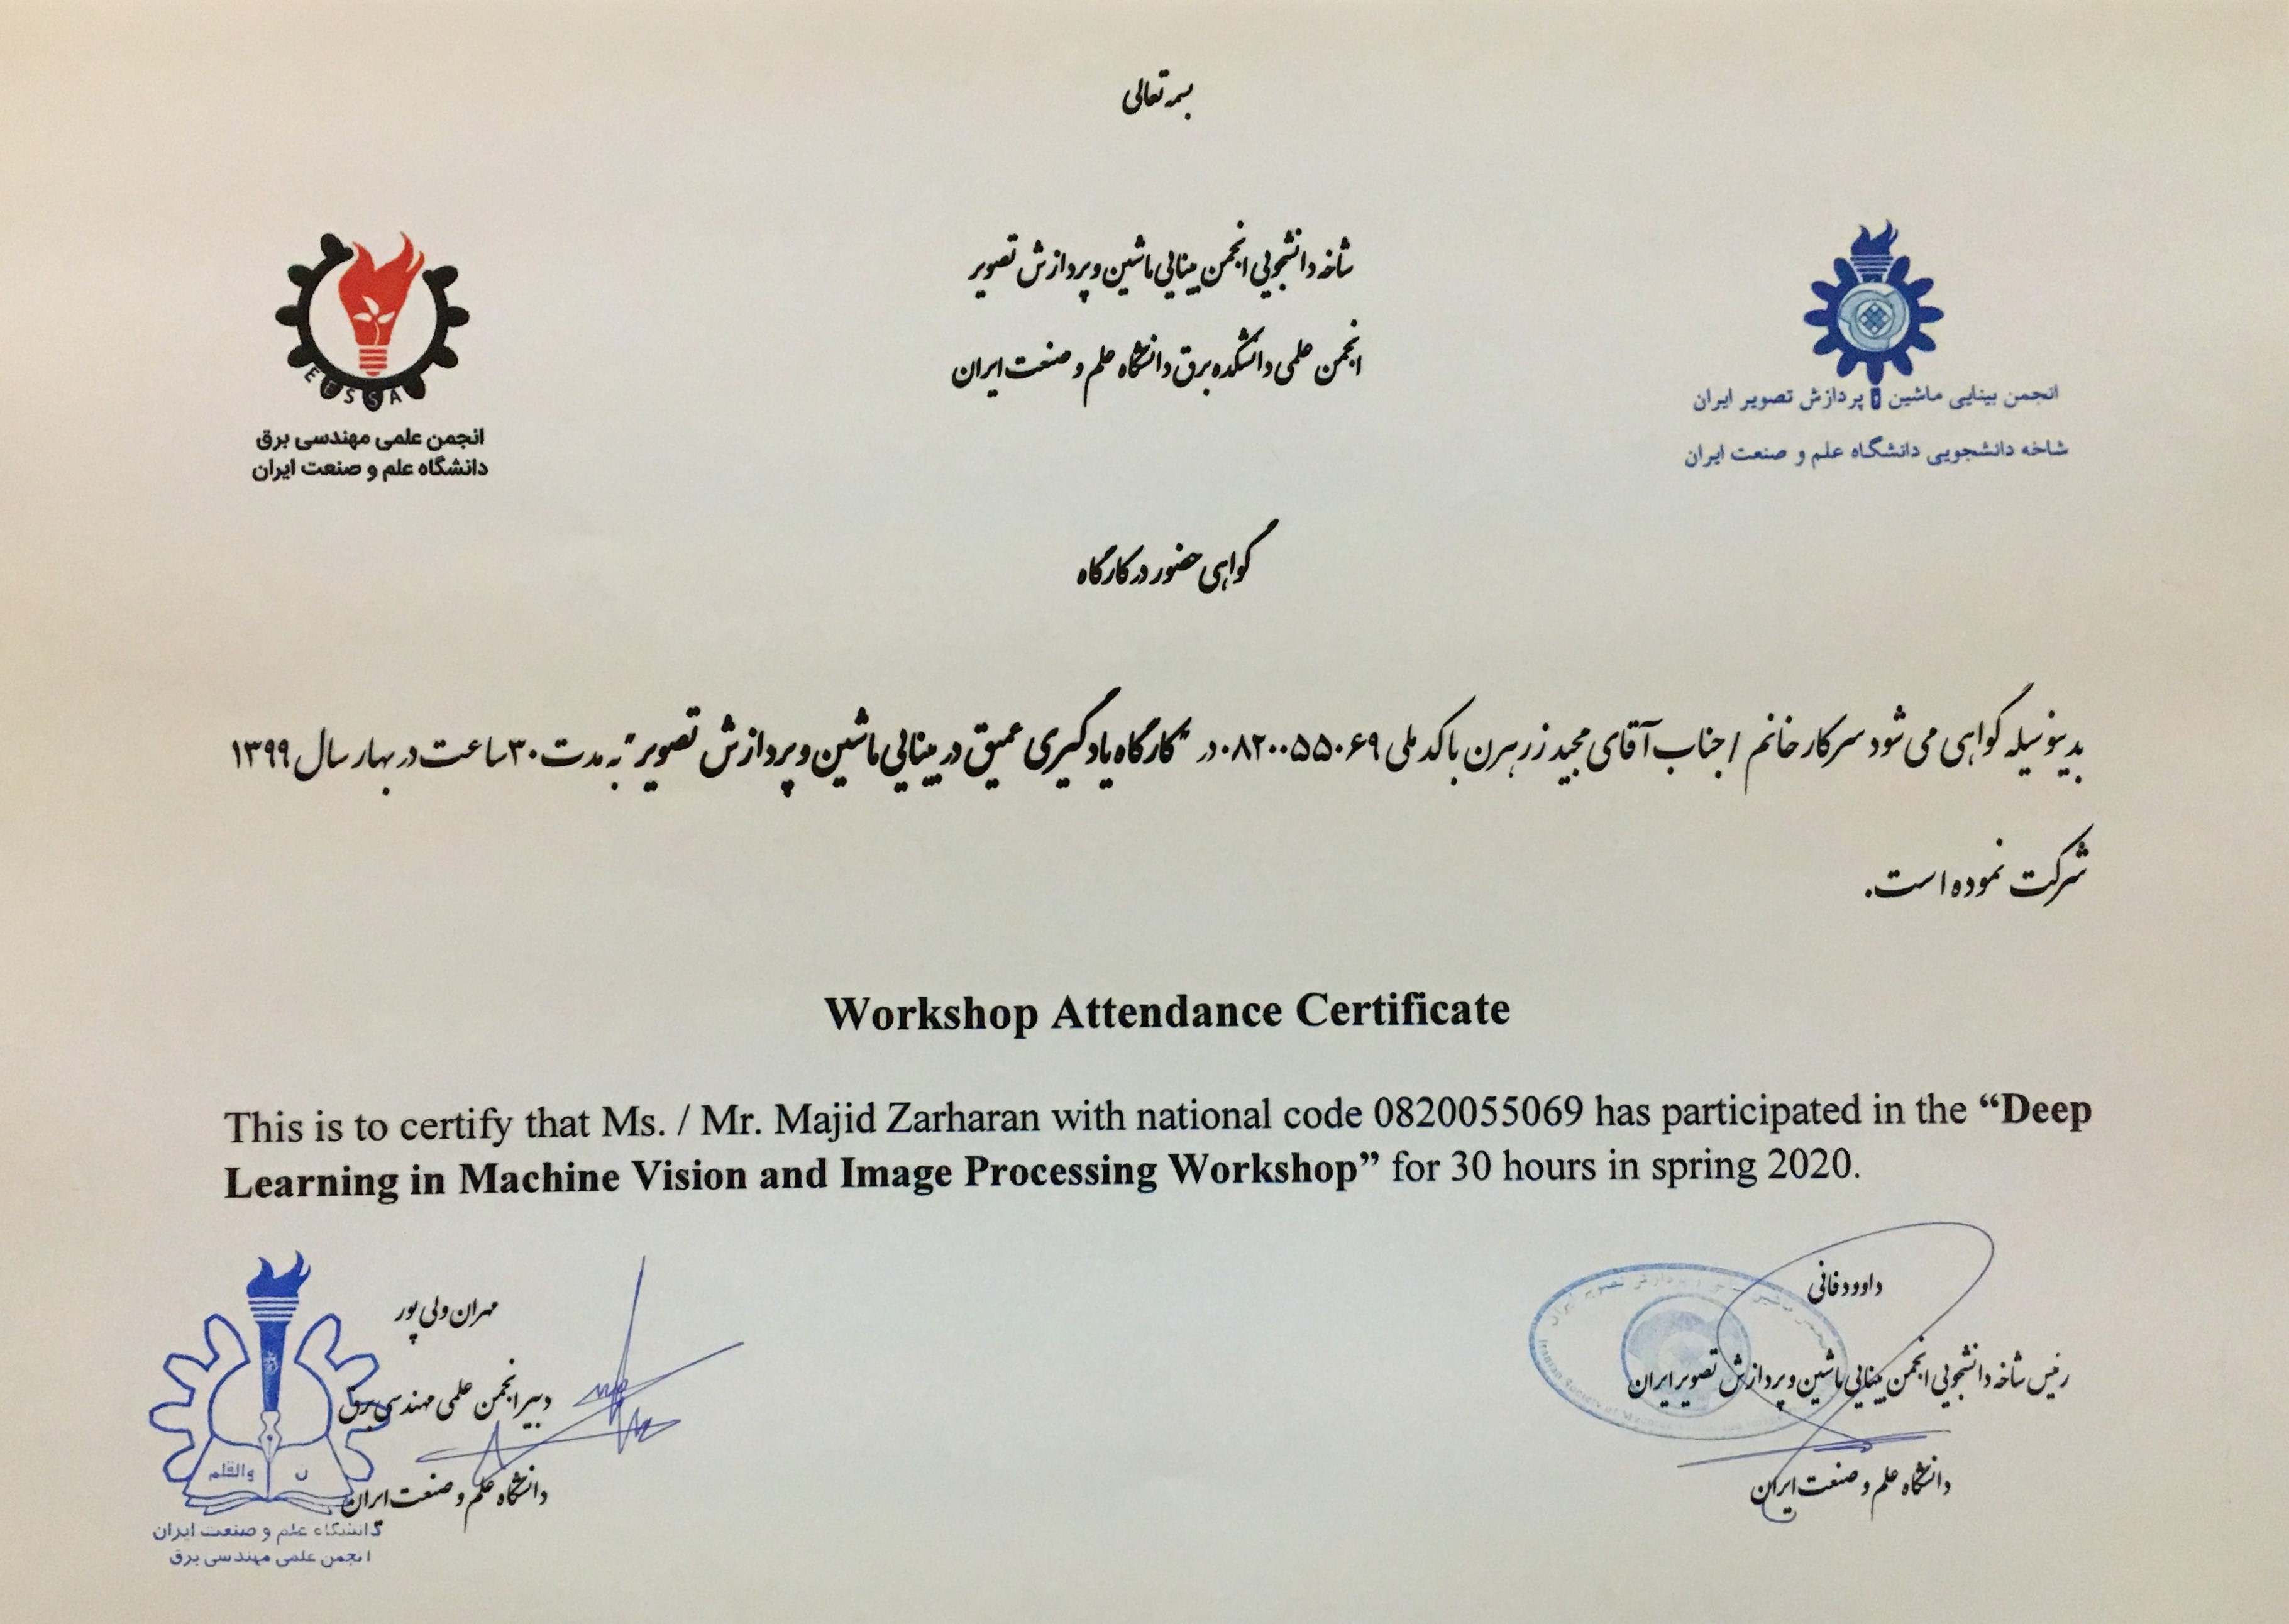 بسمه تعالی
شاخه دانشجویی انجمن بینایی ماشین و پردازش تصویر
انجمن علمی دانشکده برق دانشگاه علم و صنعت ایران
انجمن بینایی ماشین و پردازش تصویر ایران
شاخه دانشجویی دانشگاه علم و صنعت ایران
EESSA
انجمن علمی مهندسی برق
دانشگاه علم و صنعت ایران
گواهی حضور در کارگاه
بدینوسیله گواهی می شود سرکار خانم / جناب آقای مجید زرهرن با کد ملی ۰۸۲۰۰۵۵۰۶۹ در "کارگاه یادگیری عمیق در بینایی ماشین و پردازش تصویر" به مدت ۳۰ ساعت در بهار سال ۱۳۹۹
شرکت نموده است.
Workshop Attendance Certificate
This is to certify that Ms. / Mr. Majid Zarharan with national code 0820055069 has participated in the “Deep
Learning in Machine Vision and Image Processing Workshop” for 30 hours in spring 2020.
داوود فانی
رئیس شاخه دانشجویی انجمن بینایی ماشین و پردازش تصویر ایران
دانشگاه علم و صنعت ایران
مهران ولی پور
دبیر انجمن علمی مهندسی برق
دانشگاه علم و صنعت ایران
ن والقلم
دانشگاه علم و صنعت ایران
انجمن علمی مهندسی برق